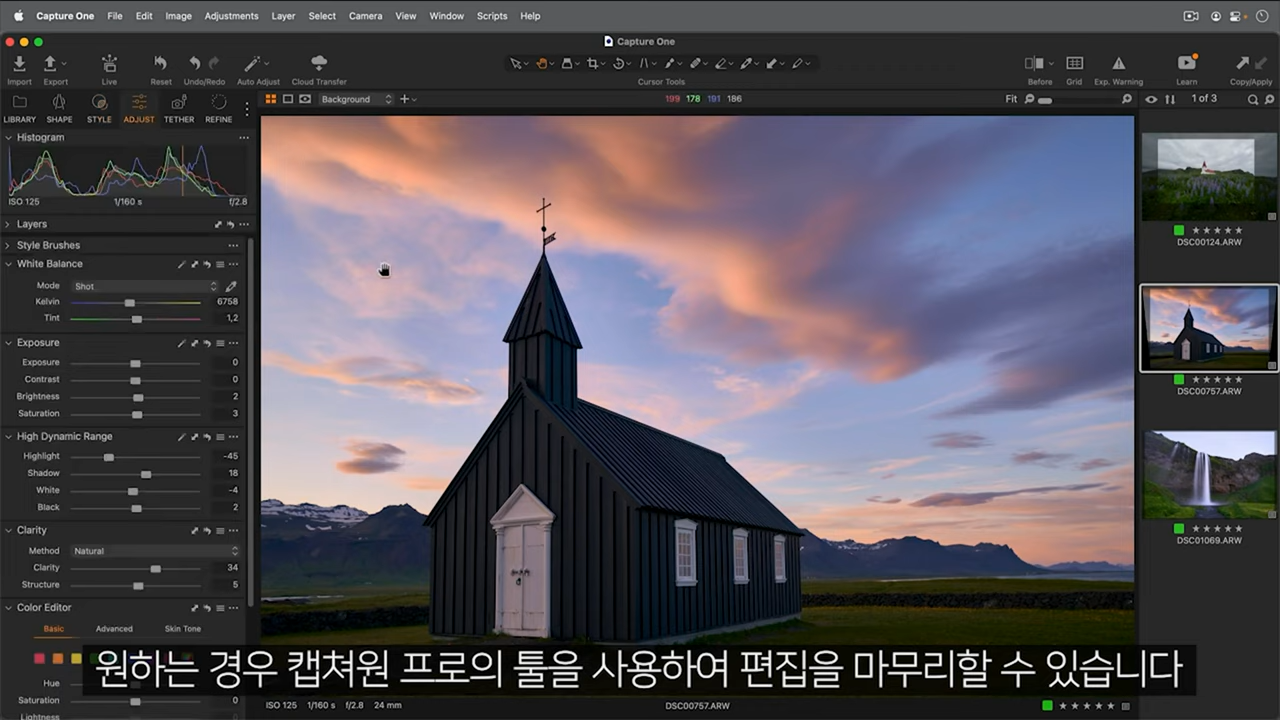 Capture One File Edit Image Adjustments Layer Select Camera View Window Scripts Help
Capture One
Import Export Live Reset Undo/Redo Auto Adjust Cloud Transfer Cursor Tools Before Grid Exp. Warning Learn Copy/Apply
LIBRARY SHAPE STYLE ADJUST TETHER REFINE
Background
199 178 191 186
Fit
1 of 3
Histogram
ISO 125 1/160 s f/2.8
Layers
Style Brushes
White Balance
Mode Shot
Kelvin 6758
Tint 1,2
Exposure
Exposure 0
Contrast 0
Brightness 2
Saturation 3
High Dynamic Range
Highlight -45
Shadow 18
White -4
Black 2
Clarity
Method Natural
Clarity 34
Structure 5
Color Editor
Basic Advanced Skin Tone
Hue
Saturation 0
Lightness
DSC00124.ARW
DSC00757.ARW
DSC01069.ARW
원하는 경우 캡쳐원 프로의 툴을 사용하여 편집을 마무리할 수 있습니다
ISO 125 1/160 s f/2.8 24 mm
DSC00757.ARW